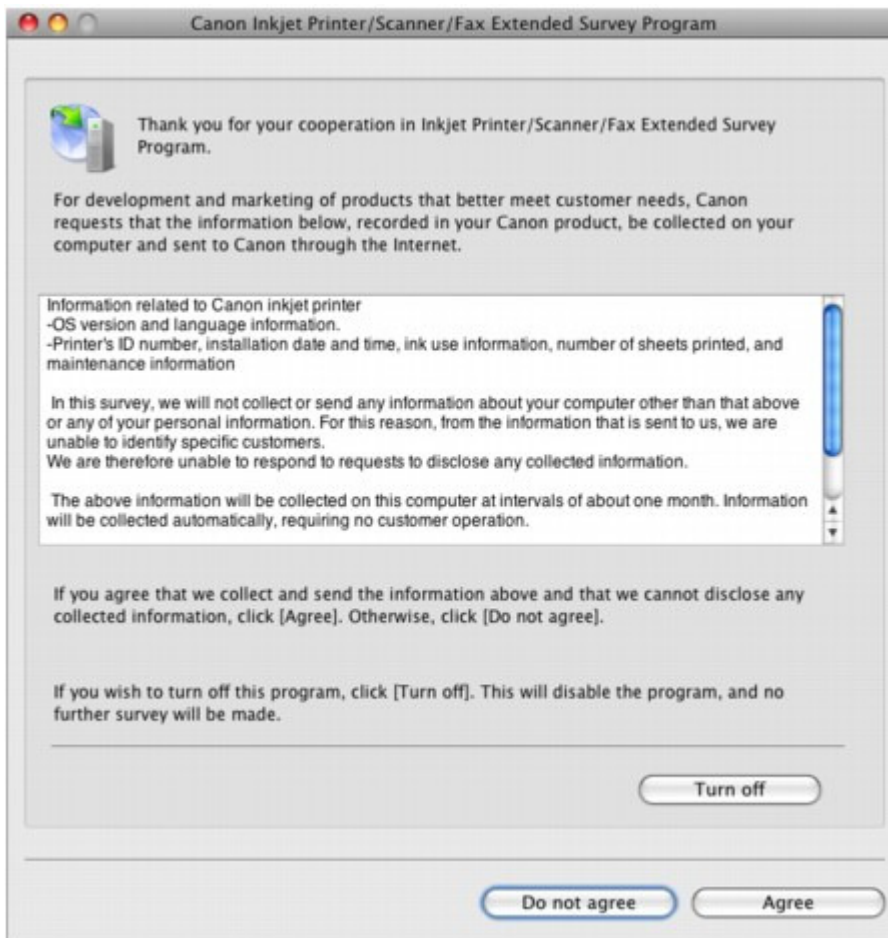 Canon Inkjet Printer/Scanner/Fax Extended Survey Program
Thank you for your cooperation in Inkjet Printer/Scanner/Fax Extended Survey
Program.
For development and marketing of products that better meet customer needs, Canon
requests that the information below, recorded in your Canon product, be collected on your
computer and sent to Canon through the Internet.
Information related to Canon inkjet printer
-OS version and language information.
-Printer's ID number, installation date and time, ink use information, number of sheets printed, and
maintenance information
In this survey, we will not collect or send any information about your computer other than that above
or any of your personal information. For this reason, from the information that is sent to us, we are
unable to identify specific customers.
We are therefore unable to respond to requests to disclose any collected information.
The above information will be collected on this computer at intervals of about one month. Information
will be collected automatically, requiring no customer operation.
If you agree that we collect and send the information above and that we cannot disclose any
collected information, click [Agree]. Otherwise, click [Do not agree].
If you wish to turn off this program, click [Turn off]. This will disable the program, and no
further survey will be made.
Turn off
Do not agree
Agree